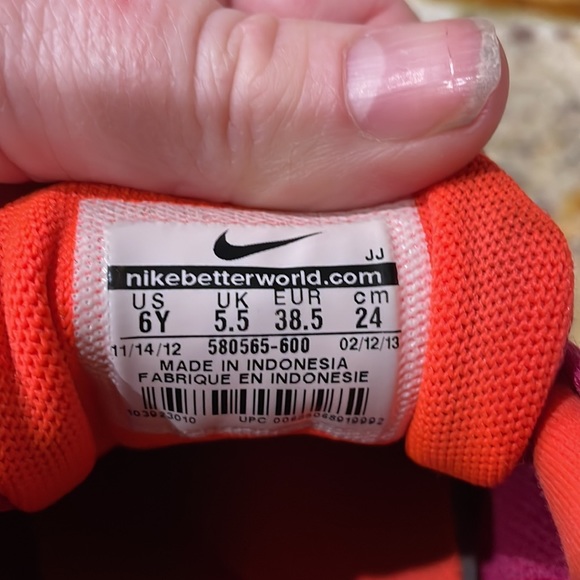 JJ
nikebetterworld.com
US UK EUR cm
6Y 5.5 38.5 24
11/14/12 580565-600 02/12/13
MADE IN INDONESIA
FABRIQUE EN INDONESIE
UPC